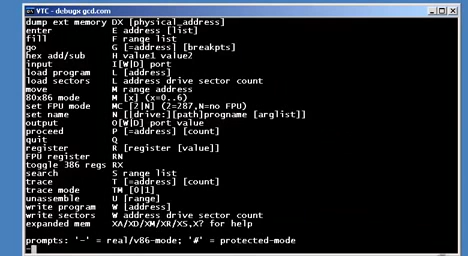 VTC - debugx gcd.com
dump ext memory DX [physical_address]
enter E address [list]
fill F range list
go G [=address] [breakpts]
hex add/sub H value1 value2
input I[W|D] port
load program L [address]
load sectors L address drive sector count
move M range address
80x86 mode M [x] (x=0..6)
set FPU mode MC [2|N] (2=287,N=no FPU)
set name N [[drive:][path]progname [arglist]]
output O[W|D] port value
proceed P [=address] [count]
quit Q
register R [register [value]]
FPU register RN
toggle 386 regs RX
search S range list
trace T [=address] [count]
trace mode TM [0|1]
unassemble U [range]
write program W [address]
write sectors W address drive sector count
expanded mem XA/XD/XM/XR/XS,X? for help
prompts: '-' = real/v86-mode; '#' = protected-mode
-